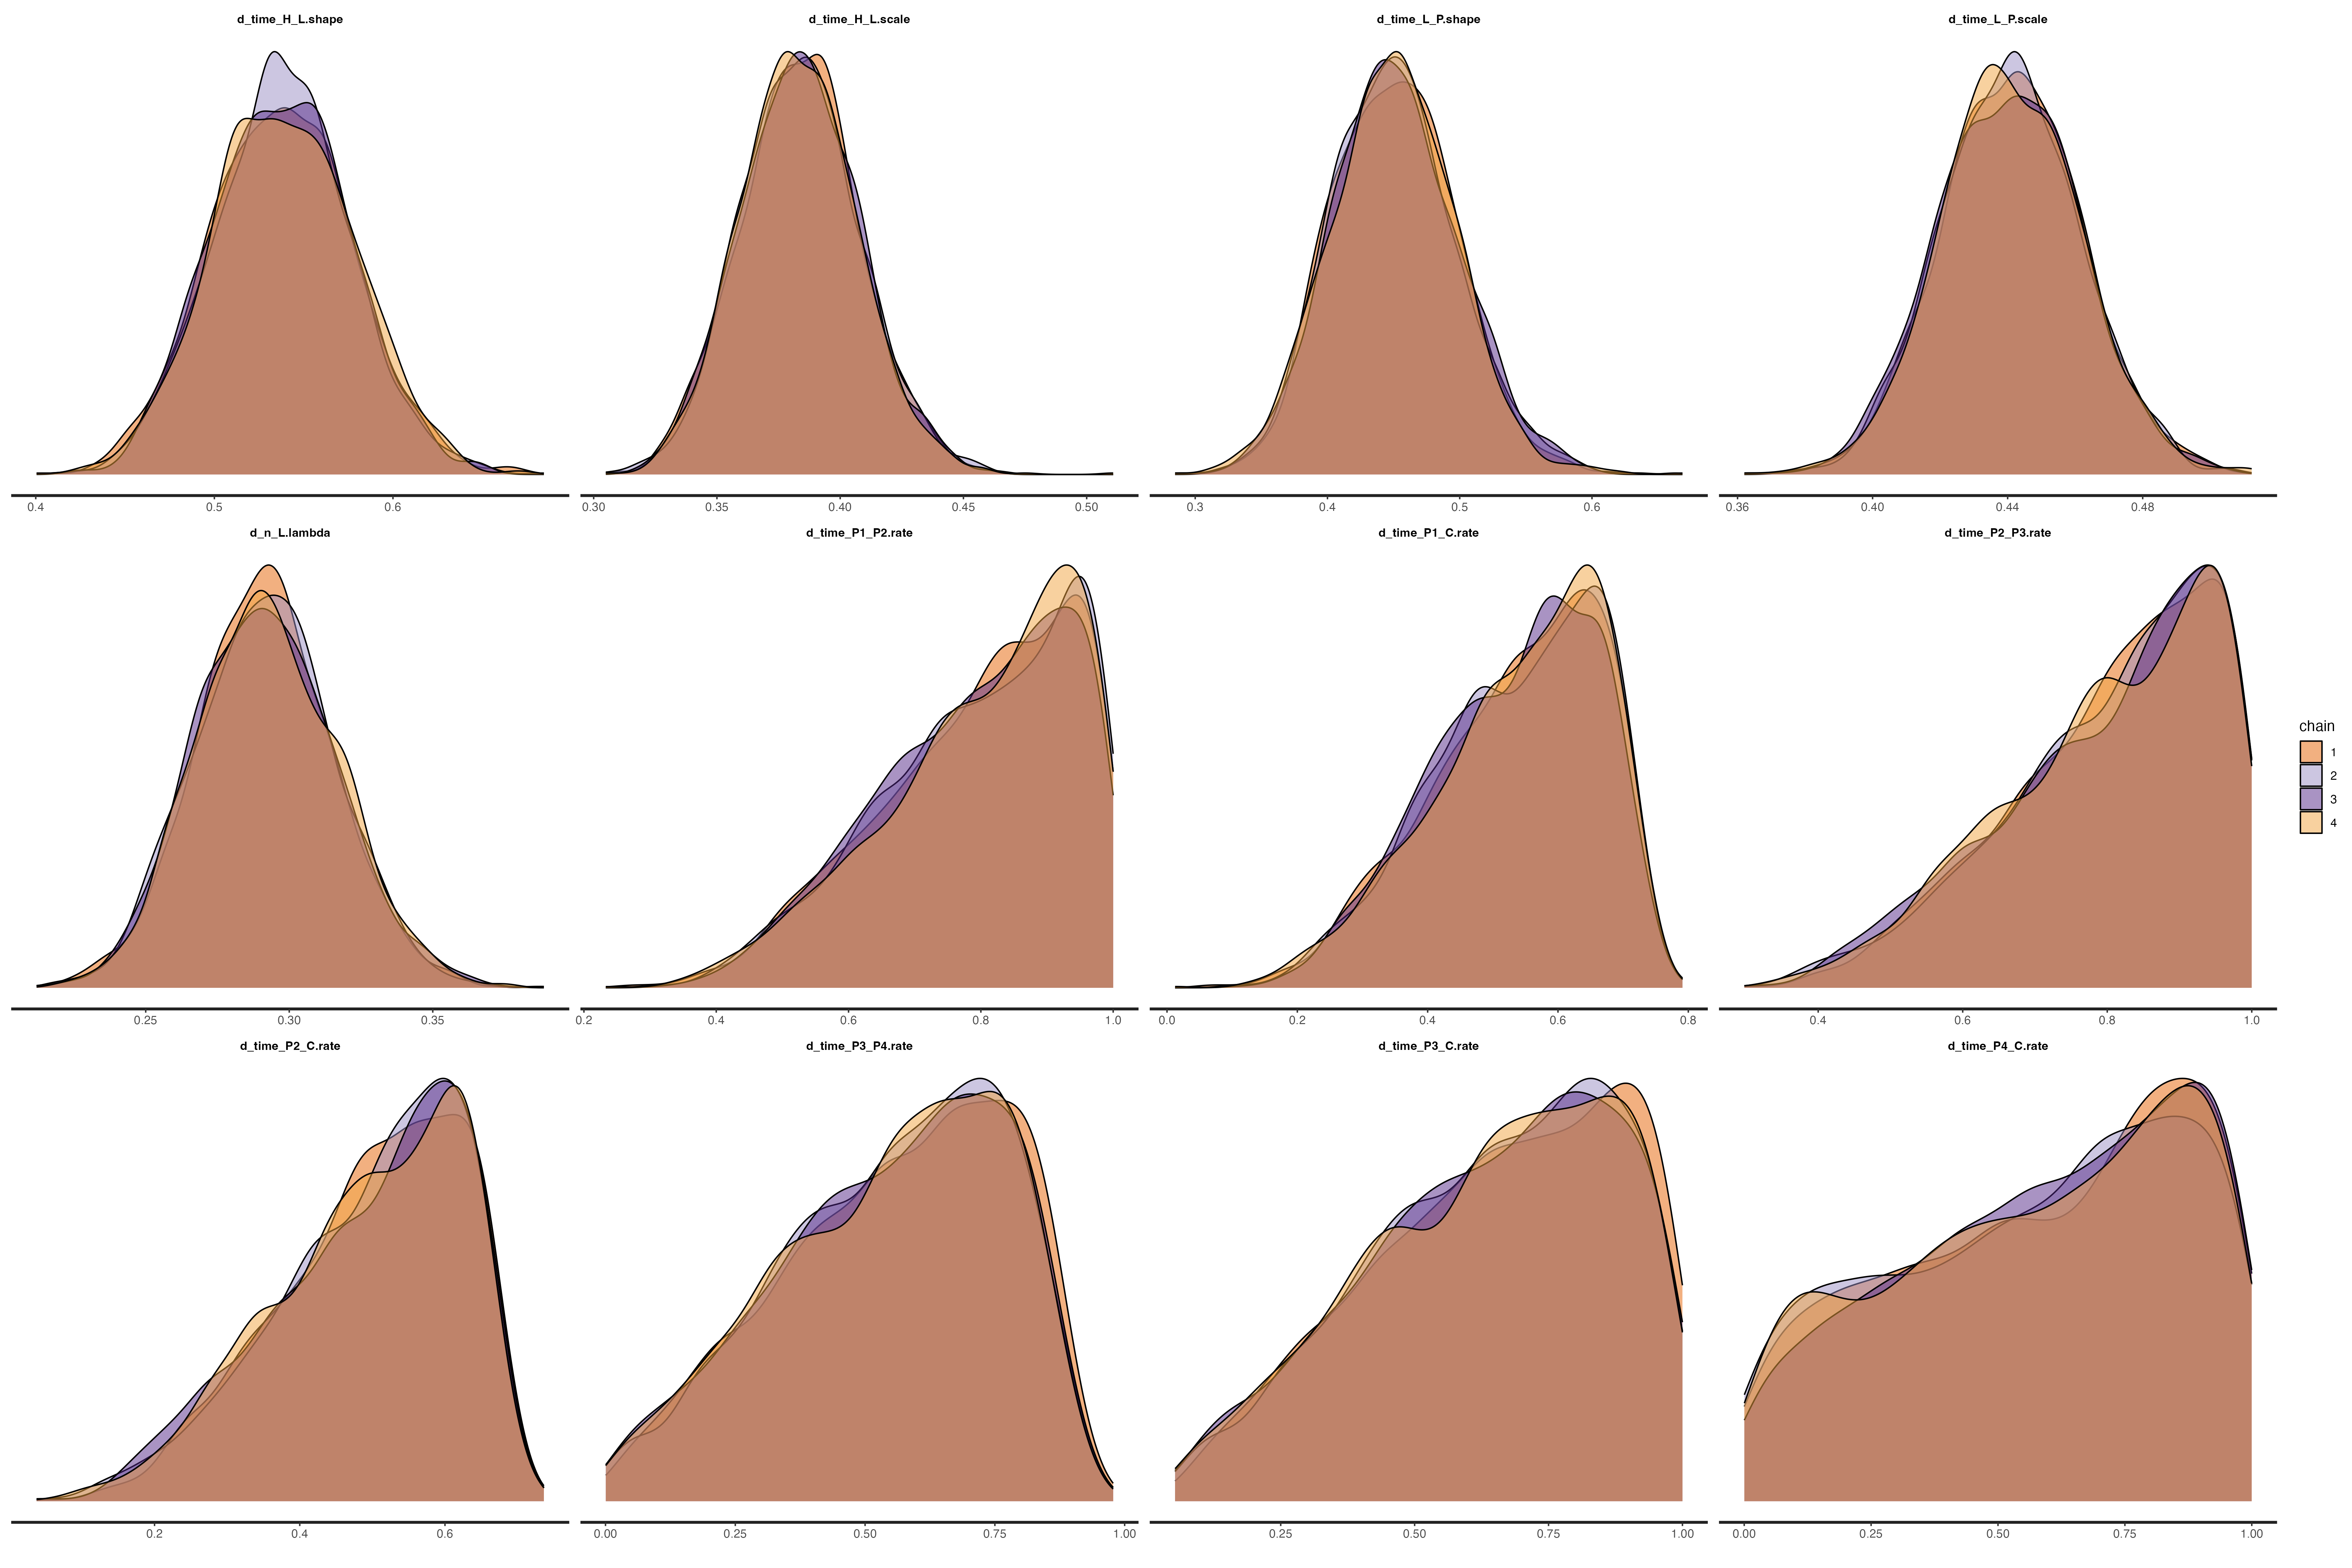 d_time_H_L.shape d_time_H_L.scale d_time_L_P.shape d_time_L_P.scale
0.4 0.5 0.6 0.30 0.35 0.40 0.45 0.50 0.3 0.4 0.5 0.6 0.36 0.40 0.44 0.48
d_n_L.lambda d_time_P1_P2.rate d_time_P1_C.rate d_time_P2_P3.rate
chain
1
2
3
4
0.25 0.30 0.35 0.2 0.4 0.6 0.8 1.0 0.0 0.2 0.4 0.6 0.8 0.4 0.6 0.8 1.0
d_time_P2_C.rate d_time_P3_P4.rate d_time_P3_C.rate d_time_P4_C.rate
0.2 0.4 0.6 0.00 0.25 0.50 0.75 1.00 0.25 0.50 0.75 1.00 0.00 0.25 0.50 0.75 1.00